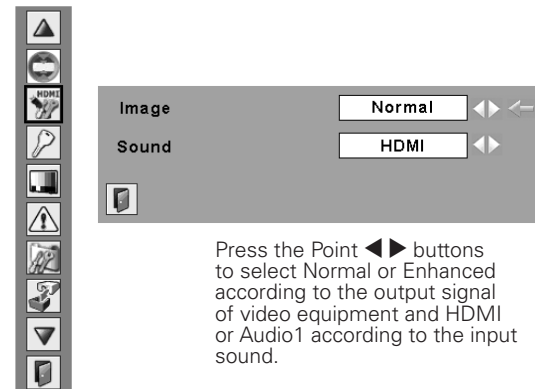 HDMI
Image Normal
Sound HDMI
Press the Point ◀▶ buttons
to select Normal or Enhanced
according to the output signal
of video equipment and HDMI
or Audio1 according to the input
sound.